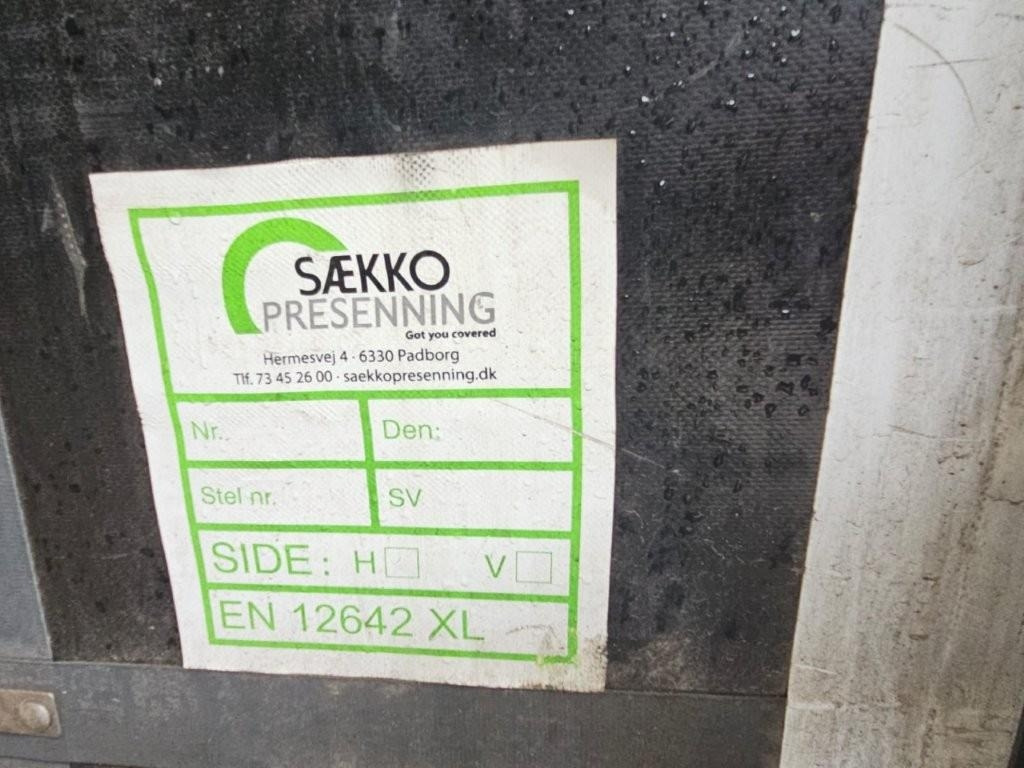 SÆKKO
PRESENNING
Got you covered
Hermesvej 4 · 6330 Padborg
Tlf. 73 45 26 00 · saekkopresenning.dk
Nr. Den:
Stel nr. SV
SIDE: H V
EN 12642 XL